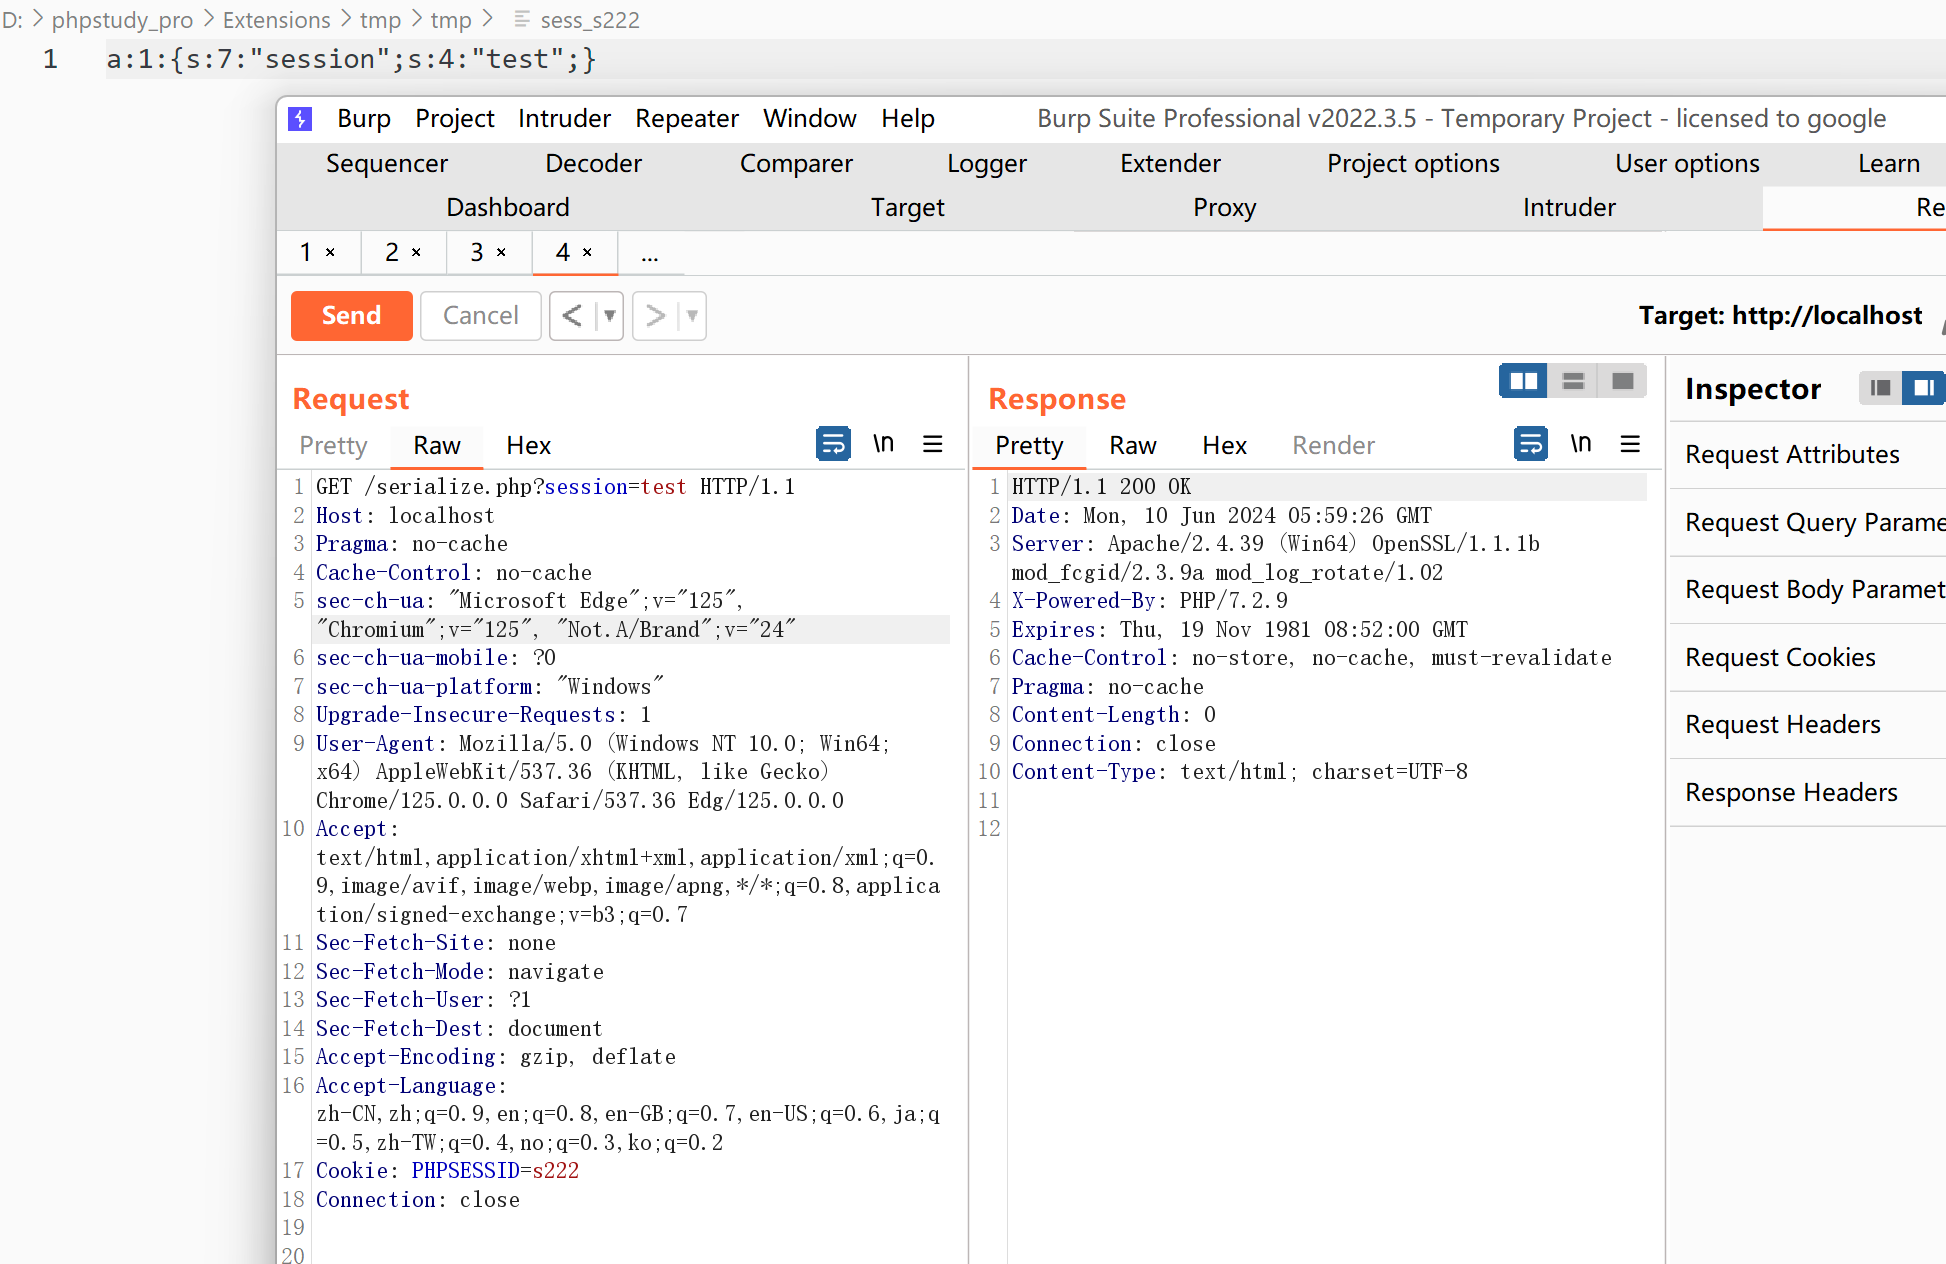 D: > phpstudy_pro > Extensions > tmp > tmp > sess_s222
1 a:1:{s:7:"session";s:4:"test";}
Burp Project Intruder Repeater Window Help Burp Suite Professional v2022.3.5 - Temporary Project - licensed to google
Sequencer Decoder Comparer Logger Extender Project options User options Learn
Dashboard Target Proxy Intruder Re
1 × 2 × 3 × 4 × ...
Send Cancel < ▼ > ▼ Target: http://localhost
Request
Pretty Raw Hex \n
1 GET /serialize.php?session=test HTTP/1.1
2 Host: localhost
3 Pragma: no-cache
4 Cache-Control: no-cache
5 sec-ch-ua: "Microsoft Edge";v="125",
"Chromium";v="125", "Not.A/Brand";v="24"
6 sec-ch-ua-mobile: ?0
7 sec-ch-ua-platform: "Windows"
8 Upgrade-Insecure-Requests: 1
9 User-Agent: Mozilla/5.0 (Windows NT 10.0; Win64;
x64) AppleWebKit/537.36 (KHTML, like Gecko)
Chrome/125.0.0.0 Safari/537.36 Edg/125.0.0.0
10 Accept:
text/html,application/xhtml+xml,application/xml;q=0.
9,image/avif,image/webp,image/apng,*/*;q=0.8,applica
tion/signed-exchange;v=b3;q=0.7
11 Sec-Fetch-Site: none
12 Sec-Fetch-Mode: navigate
13 Sec-Fetch-User: ?1
14 Sec-Fetch-Dest: document
15 Accept-Encoding: gzip, deflate
16 Accept-Language:
zh-CN,zh;q=0.9,en;q=0.8,en-GB;q=0.7,en-US;q=0.6,ja;q
=0.5,zh-TW;q=0.4,no;q=0.3,ko;q=0.2
17 Cookie: PHPSESSID=s222
18 Connection: close
19
20
Response
Pretty Raw Hex Render \n
1 HTTP/1.1 200 OK
2 Date: Mon, 10 Jun 2024 05:59:26 GMT
3 Server: Apache/2.4.39 (Win64) OpenSSL/1.1.1b
mod_fcgid/2.3.9a mod_log_rotate/1.02
4 X-Powered-By: PHP/7.2.9
5 Expires: Thu, 19 Nov 1981 08:52:00 GMT
6 Cache-Control: no-store, no-cache, must-revalidate
7 Pragma: no-cache
8 Content-Length: 0
9 Connection: close
10 Content-Type: text/html; charset=UTF-8
11
12
Inspector
Request Attributes
Request Query Parame
Request Body Paramet
Request Cookies
Request Headers
Response Headers